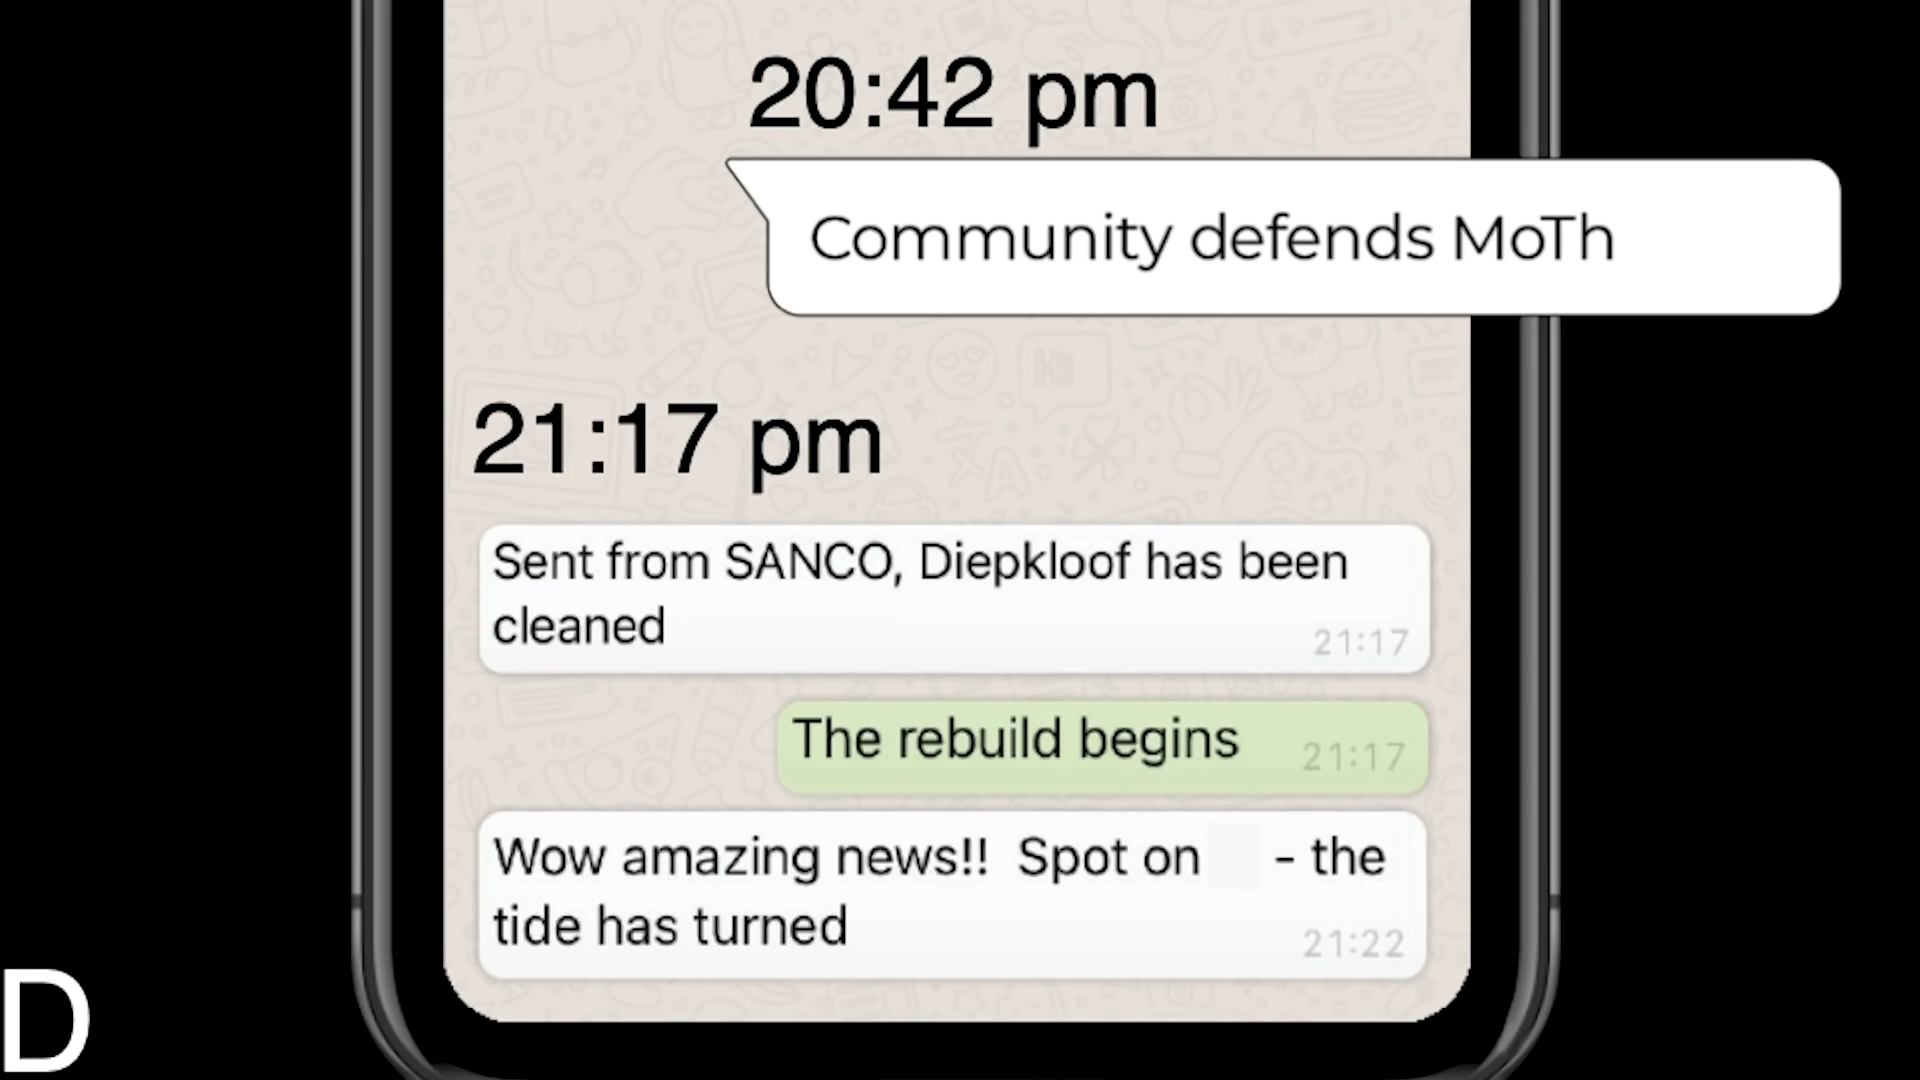 20:42 pm
Community defends MoTh
21:17 pm
Sent from SANCO, Diepkloof has been
cleaned
21:17
The rebuild begins 21:17
Wow amazing news!!  Spot on - the
tide has turned
21:22
D